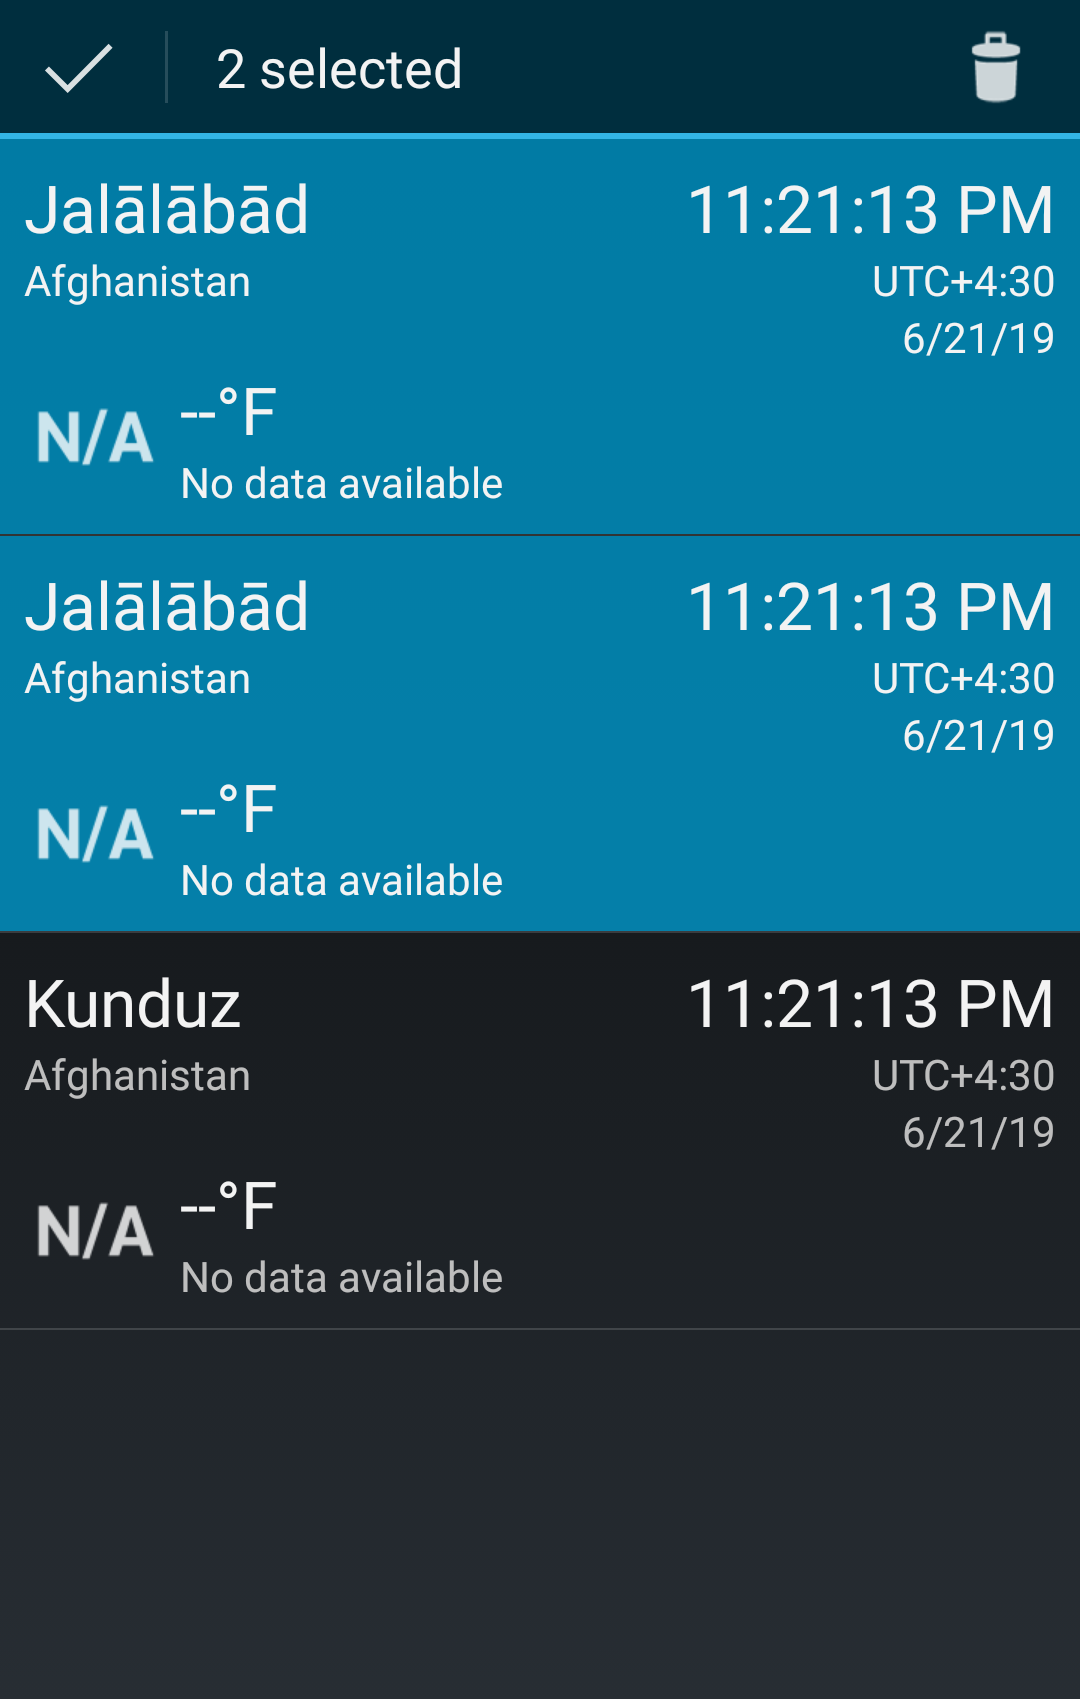 2 selected
Jalālābād 11:21:13 PM
Afghanistan UTC+4:30
6/21/19
N/A --°F
No data available
Jalālābād 11:21:13 PM
Afghanistan UTC+4:30
6/21/19
N/A --°F
No data available
Kunduz 11:21:13 PM
Afghanistan UTC+4:30
6/21/19
N/A --°F
No data available